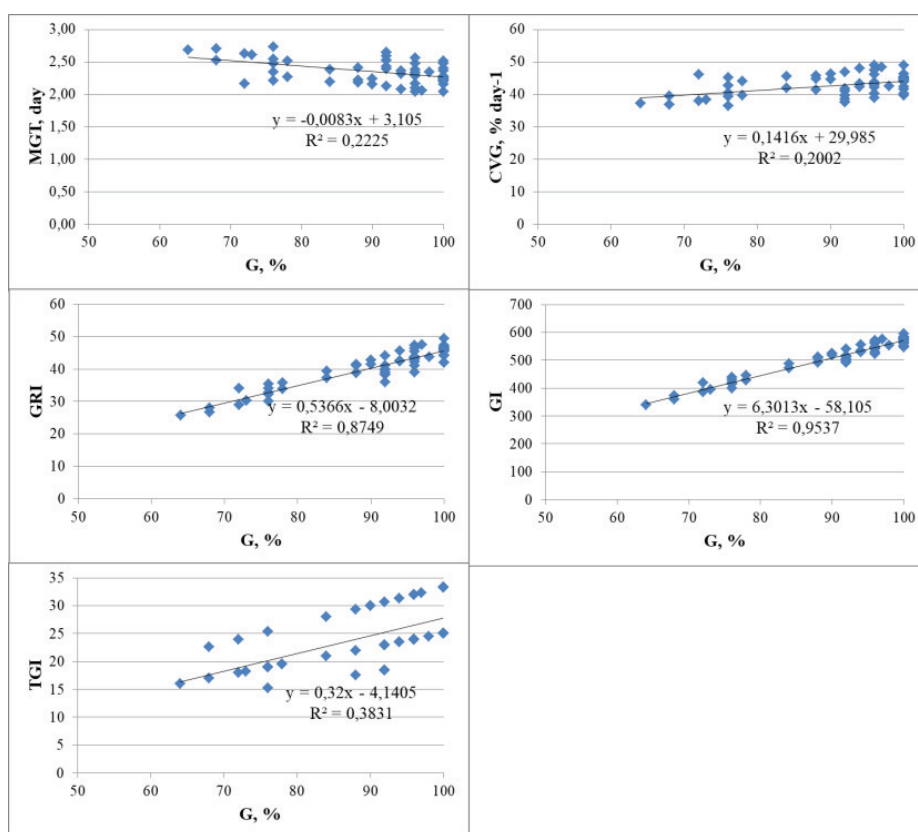 MGT, day
3,00
2,50
2,00
1,50
1,00
0,50
0,00
y = -0,0083x + 3,105
R² = 0,2225
50 60 70 80 90 100
G, %
CVG, % day-1
60
50
40
30
20
10
0
y = 0,1416x + 29,985
R² = 0,2002
50 60 70 80 90 100
G, %
GRI
60
50
40
30
20
10
0
y = 0,5366x - 8,0032
R² = 0,8749
50 60 70 80 90 100
G, %
GI
700
600
500
400
300
200
100
0
y = 6,3013x - 58,105
R² = 0,9537
50 60 70 80 90 100
G, %
TGI
35
30
25
20
15
10
5
0
y = 0,32x - 4,1405
R² = 0,3831
50 60 70 80 90 100
G, %